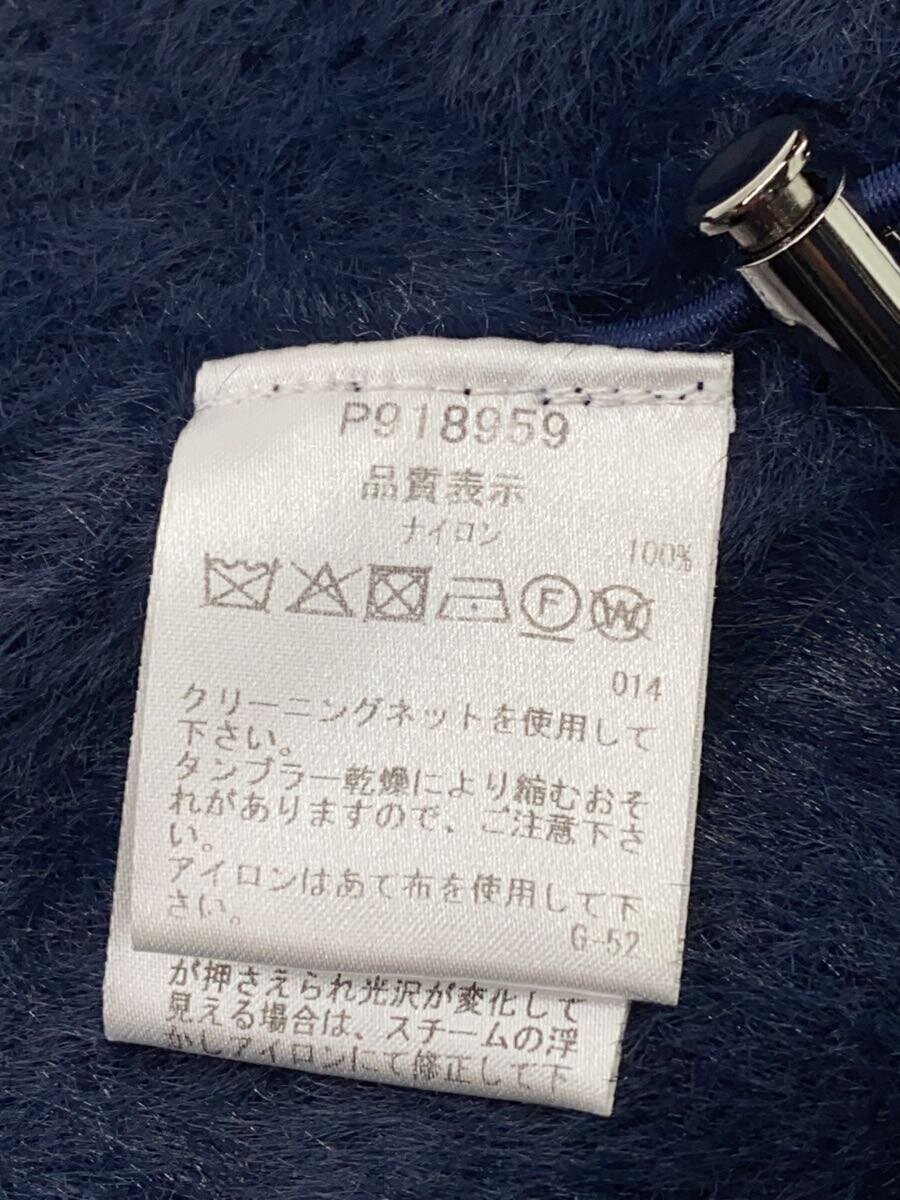 P918959
品質表示
ナイロン 100%
F W
014
クリーニングネットを使用して
下さい。
タンブラー乾燥により縮むおそ
れがありますので、ご注意下さ
い。
アイロンはあて布を使用して下
さい。
G-52
が押さえられ光沢が変化して
見える場合は、スチームの浮
かしアイロンにて修正して下